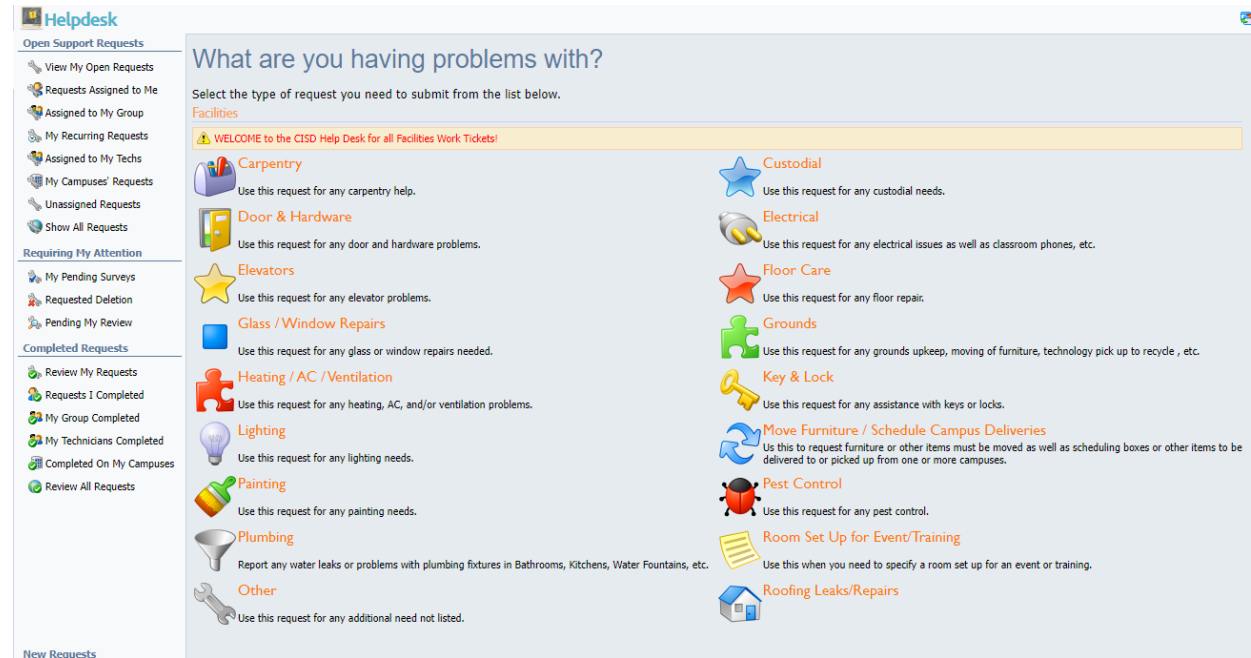 Helpdesk
Open Support Requests
View My Open Requests
Requests Assigned to Me
Assigned to My Group
My Recurring Requests
Assigned to My Techs
My Campuses' Requests
Unassigned Requests
Show All Requests
Requiring My Attention
My Pending Surveys
Requested Deletion
Pending My Review
Completed Requests
Review My Requests
Requests I Completed
My Group Completed
My Technicians Completed
Completed On My Campuses
Review All Requests
New Requests
What are you having problems with?
Select the type of request you need to submit from the list below.
Facilities
WELCOME to the CISD Help Desk for all Facilities Work Tickets!
Carpentry
Use this request for any carpentry help.
Custodial
Use this request for any custodial needs.
Door & Hardware
Use this request for any door and hardware problems.
Electrical
Use this request for any electrical issues as well as classroom phones, etc.
Elevators
Use this request for any elevator problems.
Floor Care
Use this request for any floor repair.
Glass / Window Repairs
Use this request for any glass or window repairs needed.
Grounds
Use this request for any grounds upkeep, moving of furniture, technology pick up to recycle , etc.
Heating / AC / Ventilation
Use this request for any heating, AC, and/or ventilation problems.
Key & Lock
Use this request for any assistance with keys or locks.
Lighting
Use this request for any lighting needs.
Move Furniture / Schedule Campus Deliveries
Us this to request furniture or other items must be moved as well as scheduling boxes or other items to be
delivered to or picked up from one or more campuses.
Painting
Use this request for any painting needs.
Pest Control
Use this request for any pest control.
Plumbing
Report any water leaks or problems with plumbing fixtures in Bathrooms, Kitchens, Water Fountains, etc.
Room Set Up for Event/Training
Use this when you need to specify a room set up for an event or training.
Other
Use this request for any additional need not listed.
Roofing Leaks/Repairs